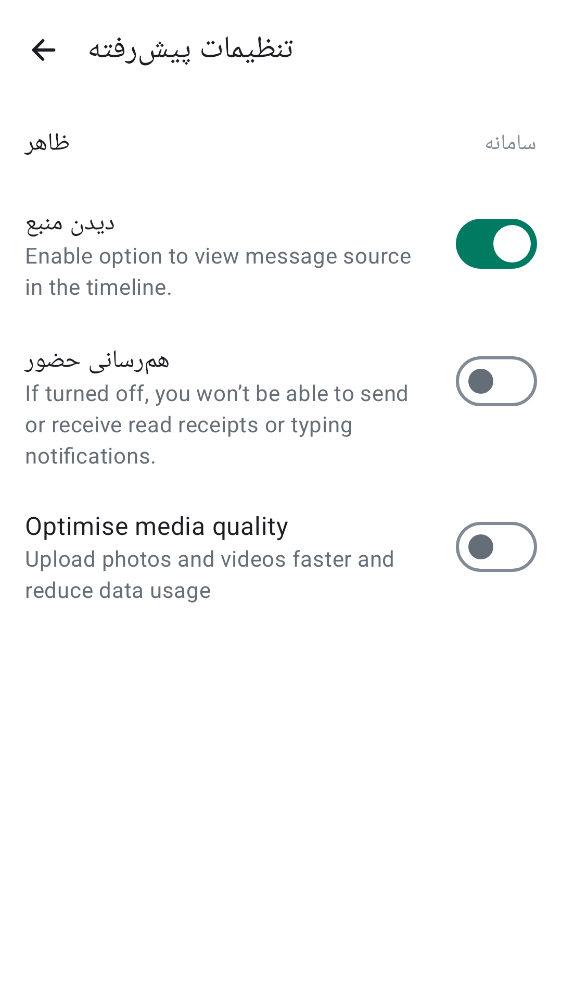 تنظیمات پیش‌رفته
ظاهر
سامانه
دیدن منبع
Enable option to view message source
in the timeline.
هم‌رسانی حضور
If turned off, you won’t be able to send
or receive read receipts or typing
notifications.
Optimise media quality
Upload photos and videos faster and
reduce data usage